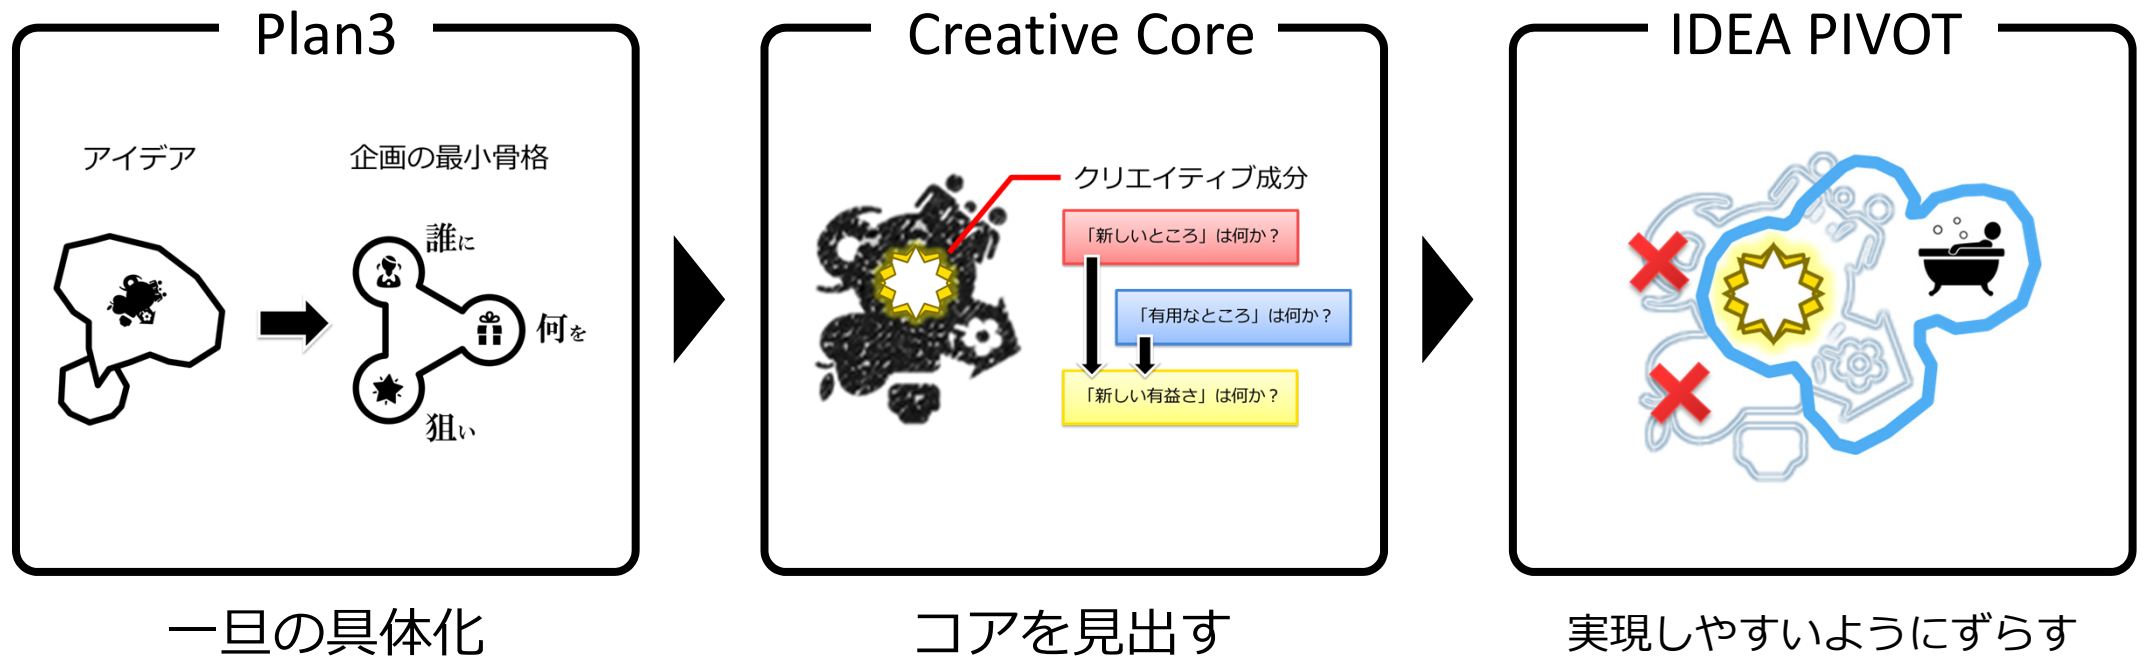 Plan3
アイデア
企画の最小骨格
誰に
何を
狙い
一旦の具体化
Creative Core
クリエイティブ成分
「新しいところ」は何か？
「有用なところ」は何か？
「新しい有益さ」は何か？
コアを見出す
IDEA PIVOT
実現しやすいようにずらす